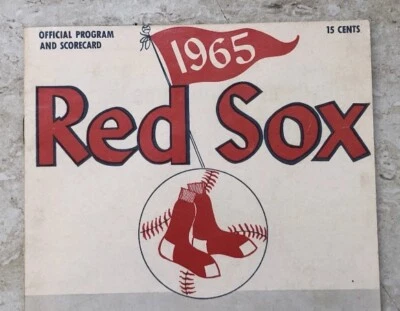 OFFICIAL PROGRAM
AND SCORECARD
15 CENTS
1965
Red Sox